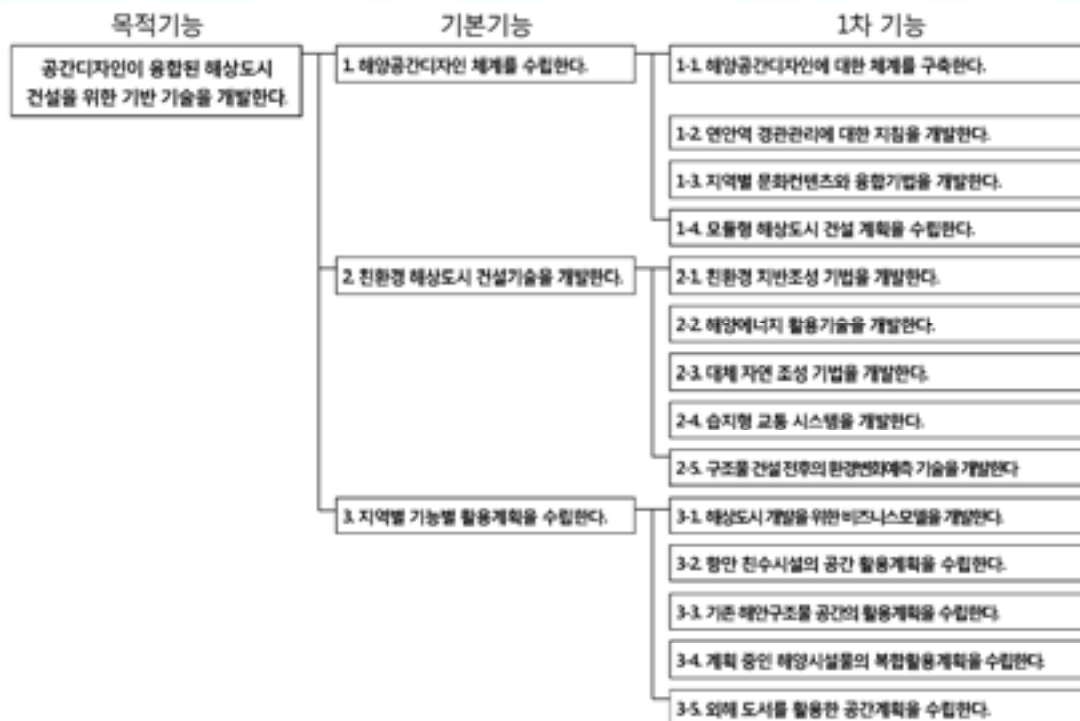 목적기능
기본기능
1차 기능
공간디자인이 융합된 해상도시
건설을 위한 기반 기술을 개발한다.
1. 해양공간디자인 체계를 수립한다.
1-1. 해양공간디자인에 대한 체계를 구축한다.
1-2. 연안역 경관관리에 대한 지침을 개발한다.
1-3. 지역별 문화컨텐츠와 융합기법을 개발한다.
1-4. 모듈형 해상도시 건설 계획을 수립한다.
2. 친환경 해상도시 건설기술을 개발한다.
2-1. 친환경 지반조성 기법을 개발한다.
2-2. 해양에너지 활용기술을 개발한다.
2-3. 대체 자연 조성 기법을 개발한다.
2-4. 습지형 교통 시스템을 개발한다.
2-5. 구조물 건설 전후의 환경변화예측 기술을 개발한다
3. 지역별 기능별 활용계획을 수립한다.
3-1. 해상도시 개발을 위한 비즈니스모델을 개발한다.
3-2. 항만 친수시설의 공간 활용계획을 수립한다.
3-3. 기존 해안구조물 공간의 활용계획을 수립한다.
3-4. 계획 중인 해양시설물의 복합활용계획을 수립한다.
3-5. 외해 도서를 활용한 공간계획을 수립한다.